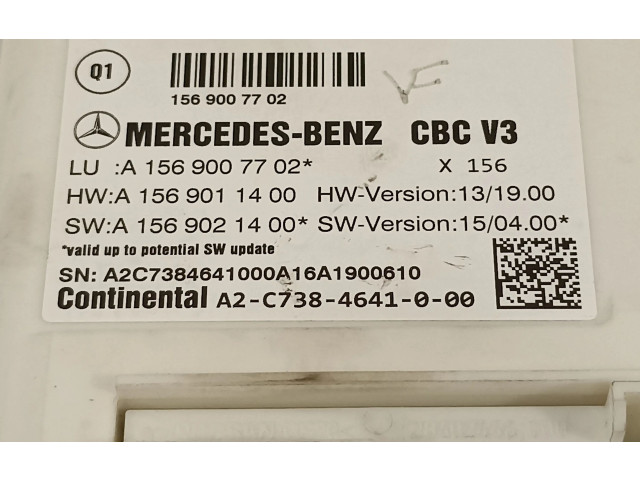 Q1
156 900 77 02
MERCEDES-BENZ CBC V3
LU :A 156 900 77 02* X 156
HW:A 156 901 14 00 HW-Version:13/19.00
SW:A 156 902 14 00* SW-Version:15/04.00*
*valid up to potential SW update
SN: A2C7384641000A16A1900610
Continental A2-C738-4641-0-00